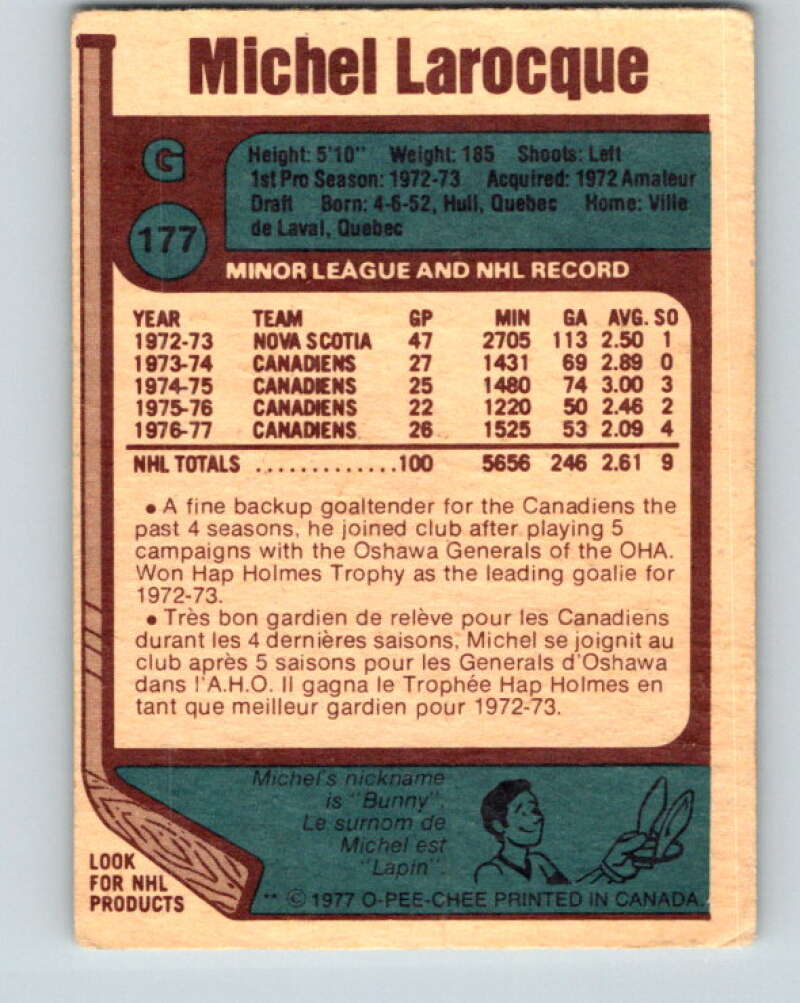 Michel Larocque
G
177
Height: 5'10" Weight: 185 Shoots: Left
1st Pro Season: 1972-73 Acquired: 1972 Amateur
Draft Born: 4-6-52, Hull, Quebec Home: Ville
de Laval, Quebec
MINOR LEAGUE AND NHL RECORD
YEAR TEAM GP MIN GA AVG. SO
1972-73 NOVA SCOTIA 47 2705 113 2.50 1
1973-74 CANADIENS 27 1431 69 2.89 0
1974-75 CANADIENS 25 1480 74 3.00 3
1975-76 CANADIENS 22 1220 50 2.46 2
1976-77 CANADIENS 26 1525 53 2.09 4
NHL TOTALS .............100 5656 246 2.61 9
• A fine backup goaltender for the Canadiens the
past 4 seasons, he joined club after playing 5
campaigns with the Oshawa Generals of the OHA.
Won Hap Holmes Trophy as the leading goalie for
1972-73.
• Très bon gardien de relève pour les Canadiens
durant les 4 dernières saisons, Michel se joignit au
club après 5 saisons pour les Generals d'Oshawa
dans l'A.H.O. Il gagna le Trophée Hap Holmes en
tant que meilleur gardien pour 1972-73.
Michel's nickname
is "Bunny".
Le surnom de
Michel est
"Lapin".
LOOK
FOR NHL
PRODUCTS
** © 1977 O-PEE-CHEE PRINTED IN CANADA.